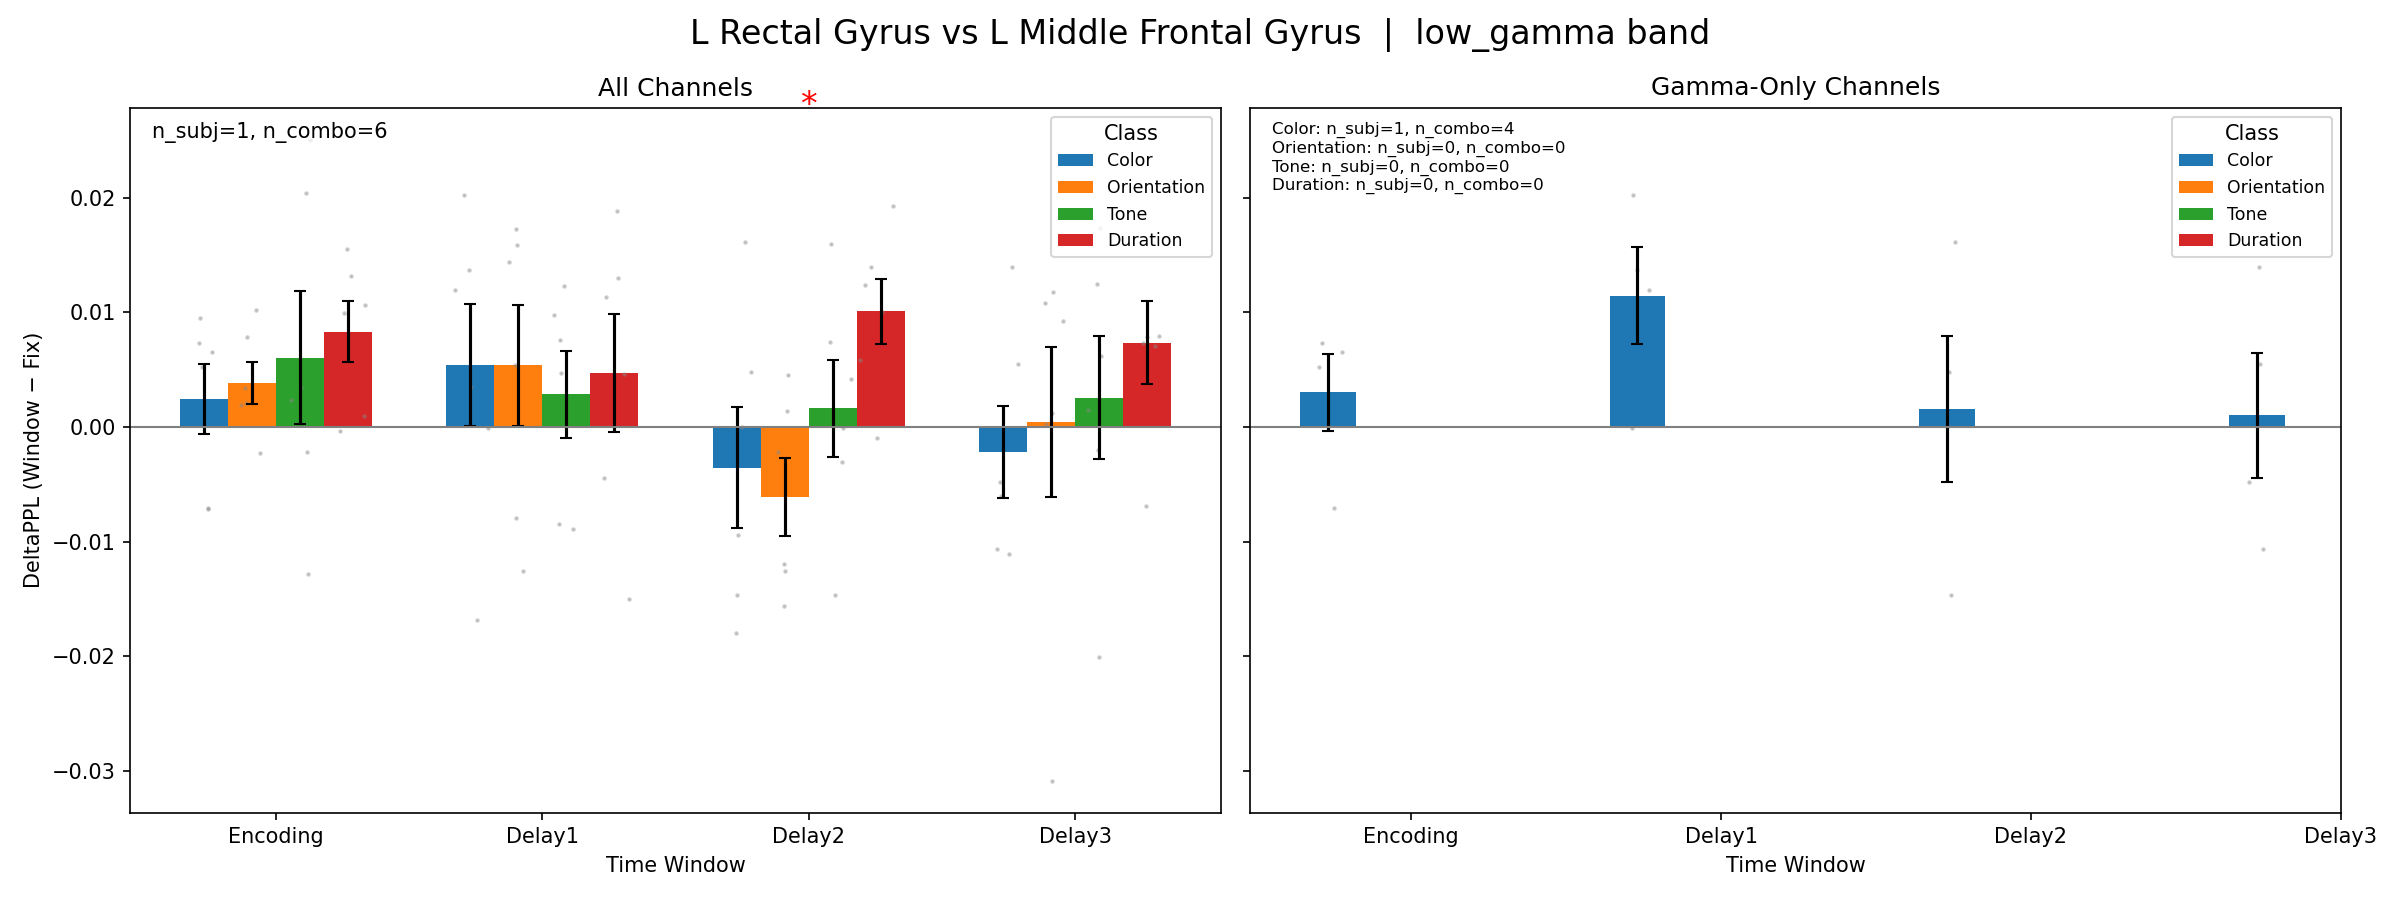 L Rectal Gyrus vs L Middle Frontal Gyrus | low_gamma band
All Channels
*
n_subj=1, n_combo=6
Class
Color
Orientation
Tone
Duration
0.02
0.01
0.00
−0.01
−0.02
−0.03
DeltaPPL (Window − Fix)
Encoding Delay1 Delay2 Delay3
Time Window
Gamma-Only Channels
Color: n_subj=1, n_combo=4
Orientation: n_subj=0, n_combo=0
Tone: n_subj=0, n_combo=0
Duration: n_subj=0, n_combo=0
Class
Color
Orientation
Tone
Duration
Encoding Delay1 Delay2 Delay3
Time Window